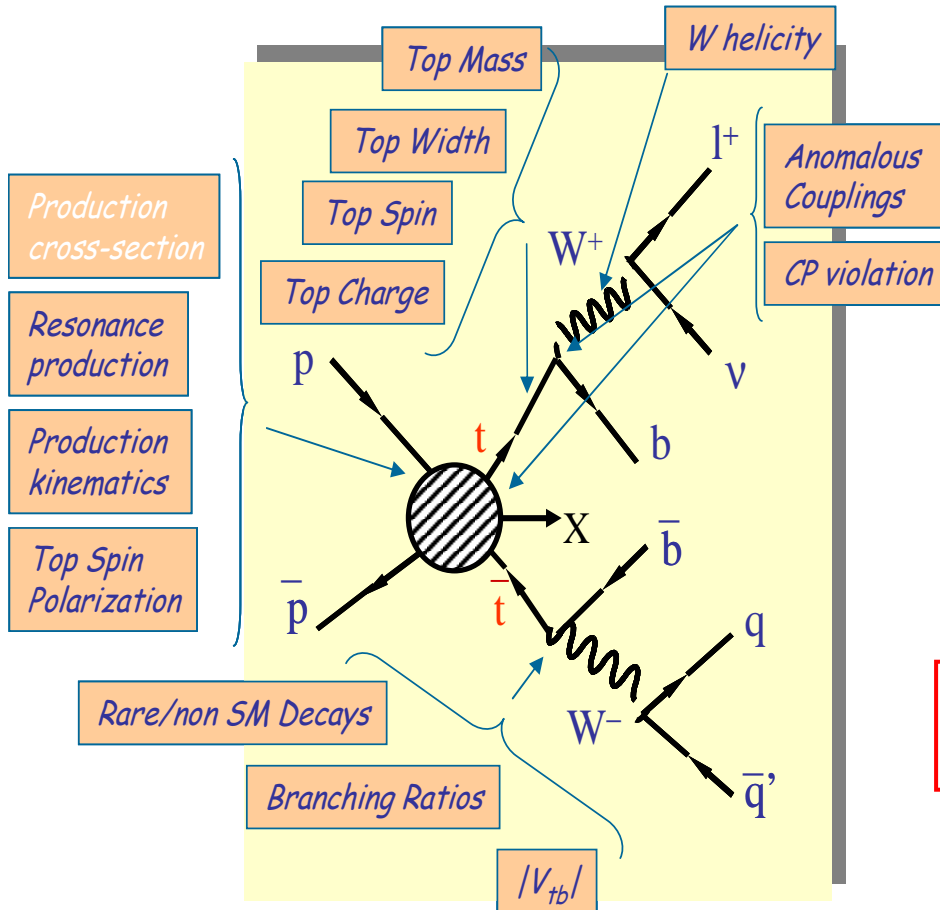 Top Mass
W helicity
Top Width
Top Spin
Top Charge
Production
cross-section
Resonance
production
Production
kinematics
Top Spin
Polarization
Anomalous
Couplings
CP violation
l+
W+
ν
p
t
b
X
p̄
t̄
b̄
q
W−
q̄’
Rare/non SM Decays
Branching Ratios
|Vtb|